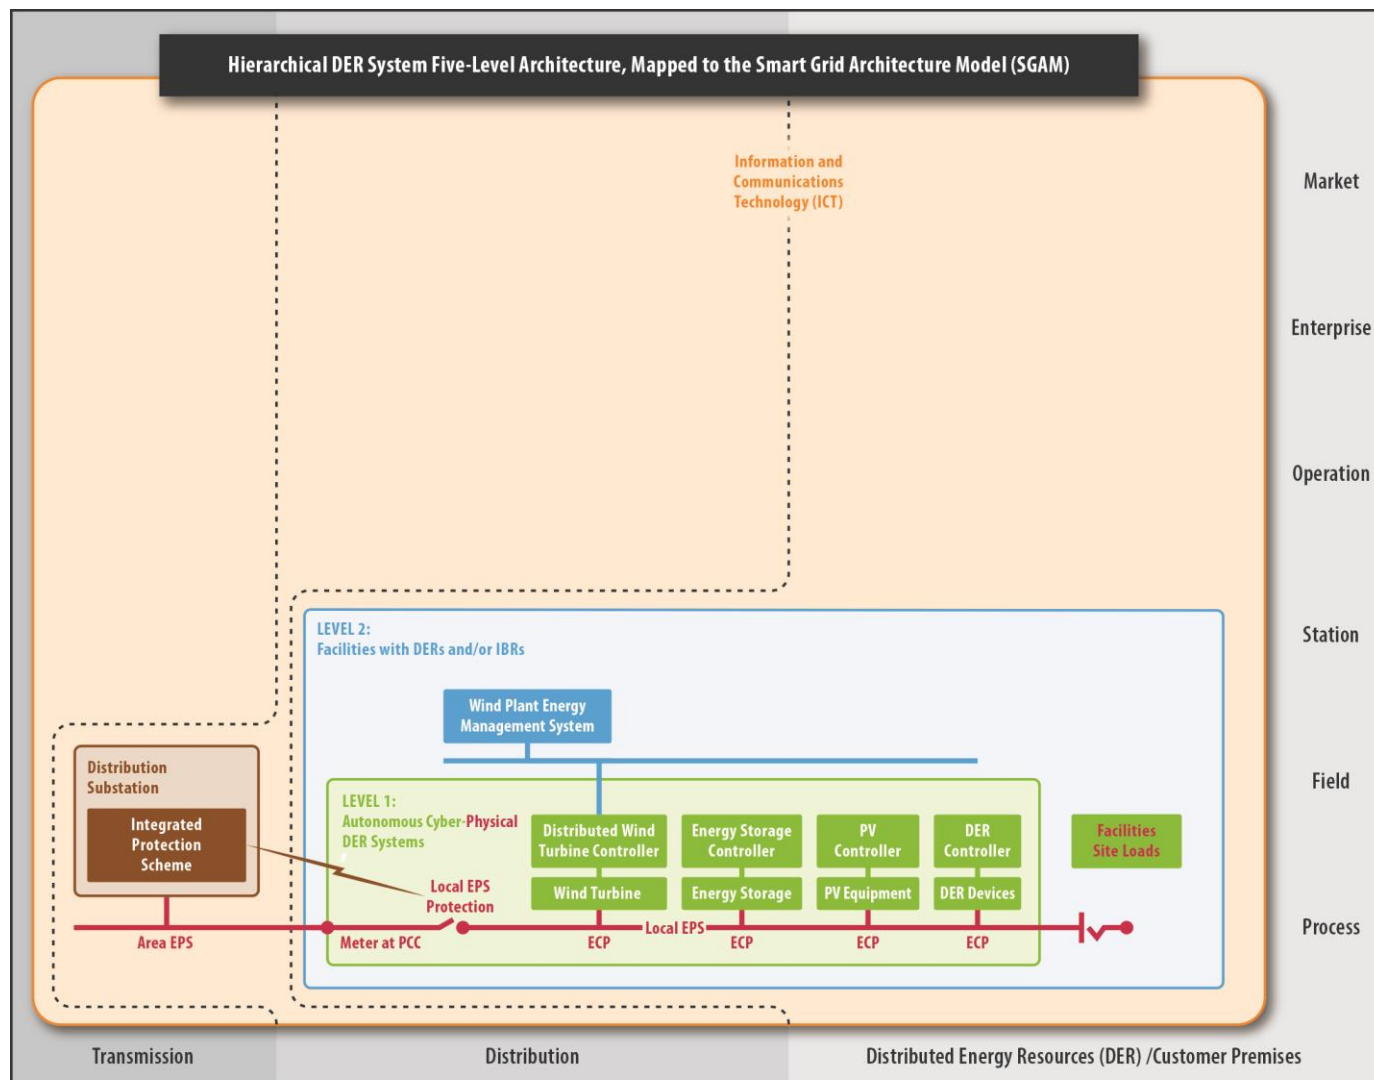 Hierarchical DER System Five-Level Architecture, Mapped to the Smart Grid Architecture Model (SGAM)
Information and
Communications
Technology (ICT)
Market
Enterprise
Operation
Station
Field
Process
LEVEL 2:
Facilities with DERs and/or IBRs
Wind Plant Energy
Management System
Distribution
Substation
Integrated
Protection
Scheme
LEVEL 1:
Autonomous Cyber-Physical
DER Systems
Distributed Wind
Turbine Controller
Energy Storage
Controller
PV
Controller
DER
Controller
Facilities
Site Loads
Wind Turbine
Energy Storage
PV Equipment
DER Devices
Local EPS
Protection
Area EPS
Meter at PCC
Local EPS
ECP
ECP
ECP
ECP
Transmission
Distribution
Distributed Energy Resources (DER) /Customer Premises